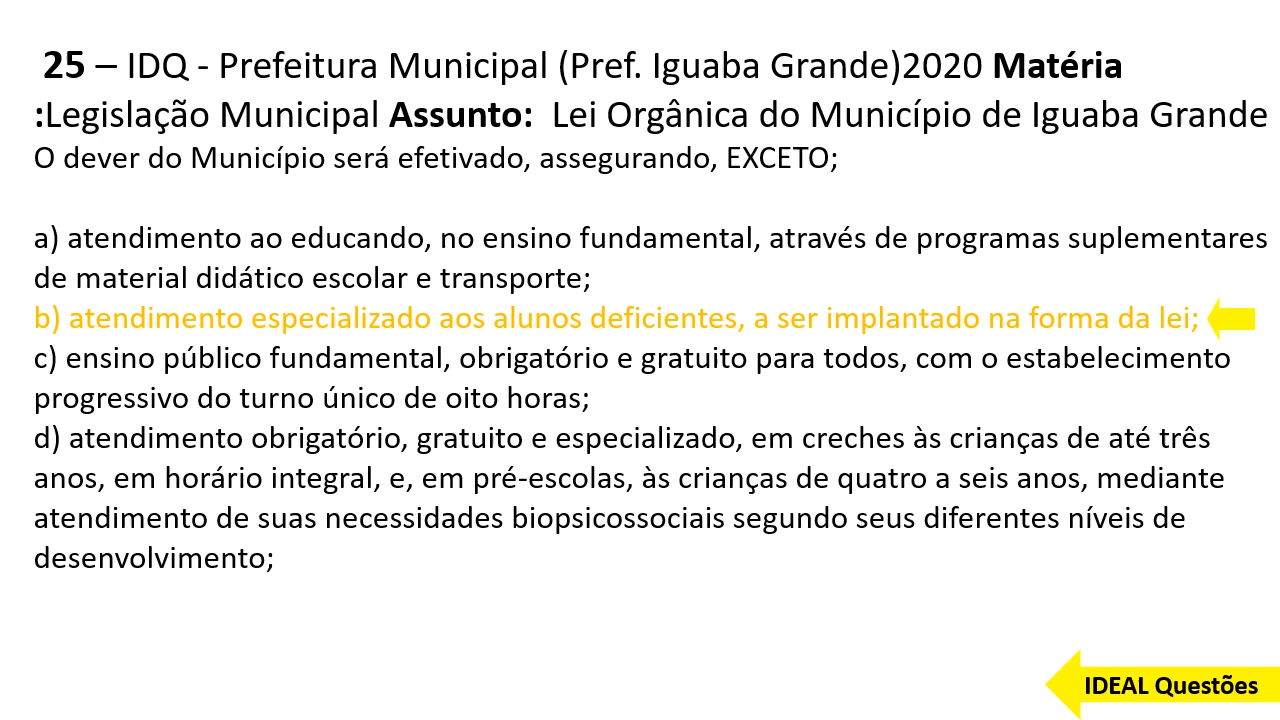 25 – IDQ - Prefeitura Municipal (Pref. Iguaba Grande)2020 Matéria
:Legislação Municipal Assunto: Lei Orgânica do Município de Iguaba Grande
O dever do Município será efetivado, assegurando, EXCETO;
a) atendimento ao educando, no ensino fundamental, através de programas suplementares
de material didático escolar e transporte;
b) atendimento especializado aos alunos deficientes, a ser implantado na forma da lei;
c) ensino público fundamental, obrigatório e gratuito para todos, com o estabelecimento
progressivo do turno único de oito horas;
d) atendimento obrigatório, gratuito e especializado, em creches às crianças de até três
anos, em horário integral, e, em pré-escolas, às crianças de quatro a seis anos, mediante
atendimento de suas necessidades biopsicossociais segundo seus diferentes níveis de
desenvolvimento;
IDEAL Questões